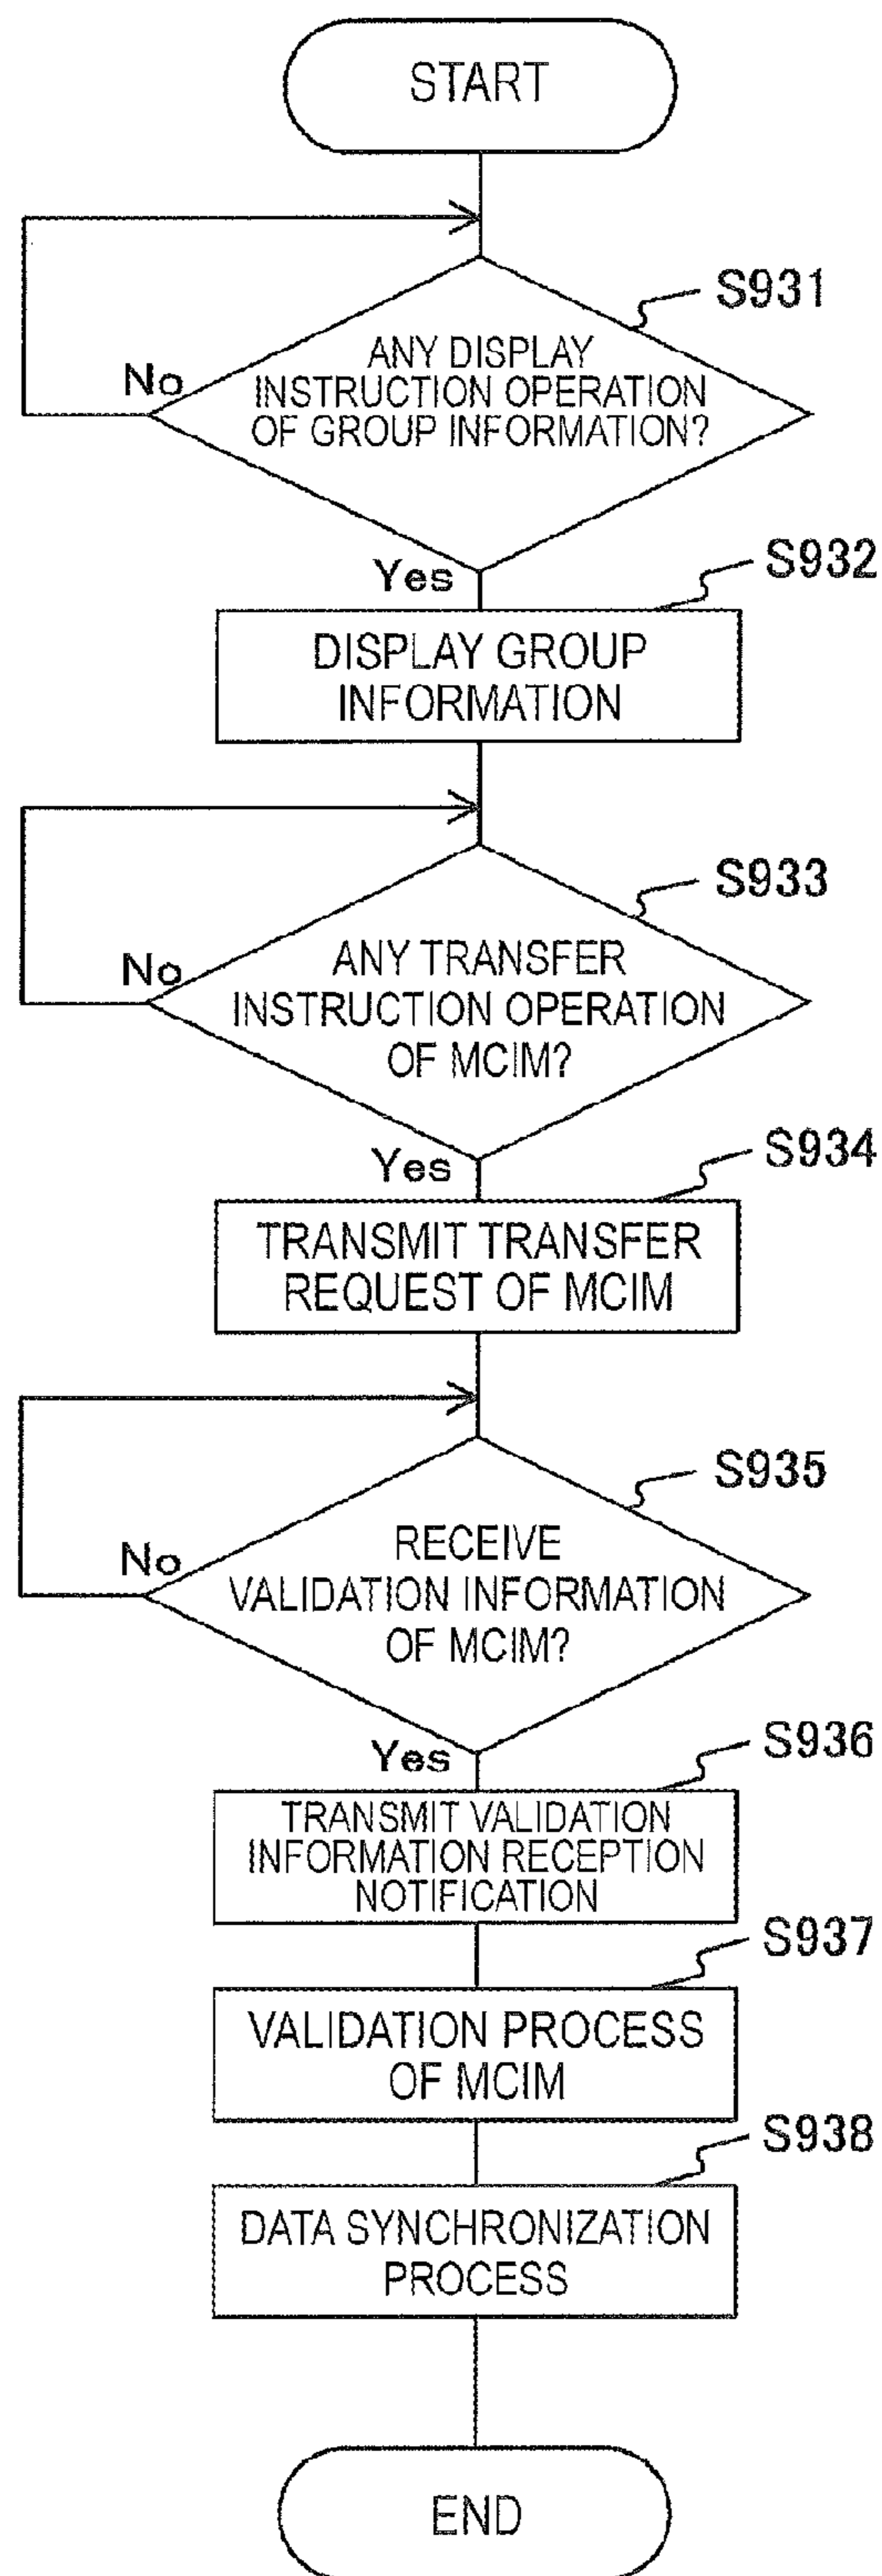 START
S931
ANY DISPLAY
INSTRUCTION OPERATION
OF GROUP INFORMATION?
No
Yes
S932
DISPLAY GROUP
INFORMATION
S933
ANY TRANSFER
INSTRUCTION OPERATION
OF MCIM?
No
Yes
S934
TRANSMIT TRANSFER
REQUEST OF MCIM
S935
RECEIVE
VALIDATION INFORMATION
OF MCIM?
No
Yes
S936
TRANSMIT VALIDATION
INFORMATION RECEPTION
NOTIFICATION
S937
VALIDATION PROCESS
OF MCIM
S938
DATA SYNCHRONIZATION
PROCESS
END